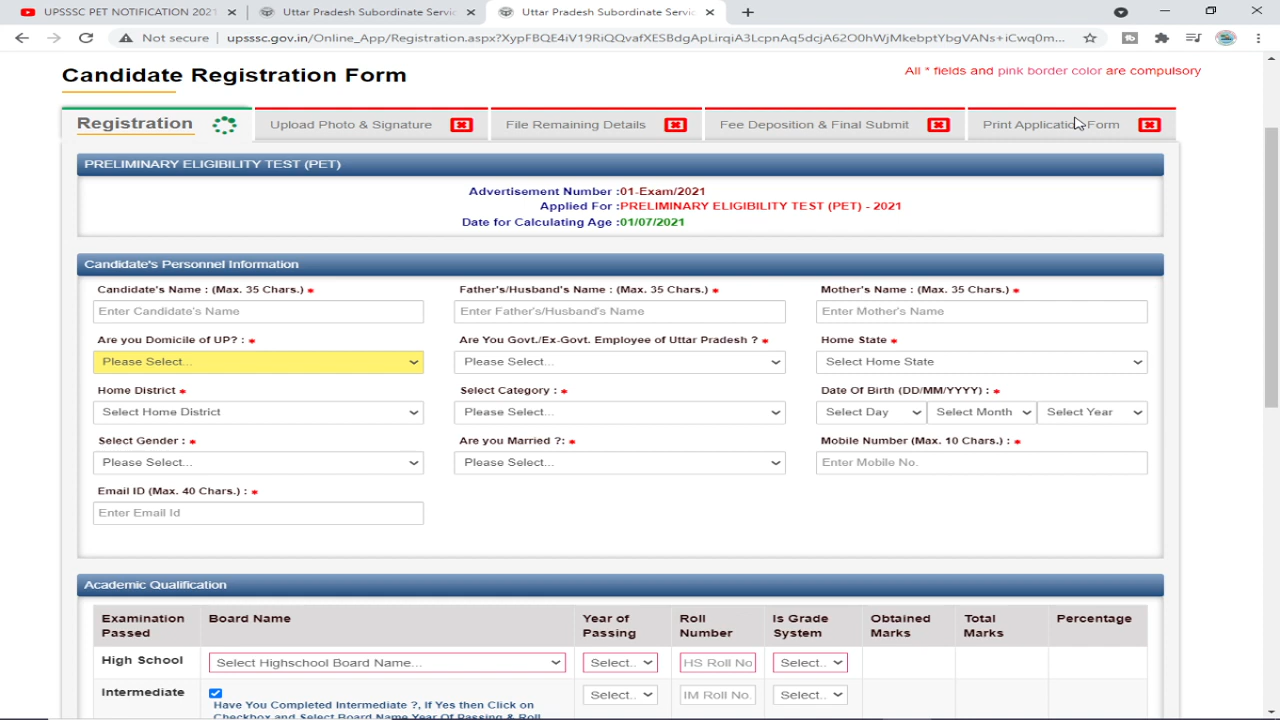 UPSSSC PET NOTIFICATION 2021
Uttar Pradesh Subordinate Servic
Uttar Pradesh Subordinate Servic
Not secure
upsssc.gov.in/Online_App/Registration.aspx?XypFBQE4iV19RiQQvafXESBdgApLirqiA3LcpnAq5dcjA62O0hWjMkebptYbgVANs+iCwq0m...
Candidate Registration Form
All * fields and pink border color are compulsory
Registration
Upload Photo & Signature
File Remaining Details
Fee Deposition & Final Submit
Print Application Form
PRELIMINARY ELIGIBILITY TEST (PET)
Advertisement Number :01-Exam/2021
Applied For :PRELIMINARY ELIGIBILITY TEST (PET) - 2021
Date for Calculating Age :01/07/2021
Candidate's Personnel Information
Candidate's Name : (Max. 35 Chars.) *
Father's/Husband's Name : (Max. 35 Chars.) *
Mother's Name : (Max. 35 Chars.) *
Enter Candidate's Name
Enter Father's/Husband's Name
Enter Mother's Name
Are you Domicile of UP? : *
Are You Govt./Ex-Govt. Employee of Uttar Pradesh ? *
Home State *
Please Select...
Please Select...
Select Home State
Home District *
Select Category : *
Date Of Birth (DD/MM/YYYY) : *
Select Home District
Please Select...
Select Day
Select Month
Select Year
Select Gender : *
Are you Married ?: *
Mobile Number (Max. 10 Chars.) : *
Please Select...
Please Select...
Enter Mobile No.
Email ID (Max. 40 Chars.) : *
Enter Email Id
Academic Qualification
Examination Passed
Board Name
Year of Passing
Roll Number
Is Grade System
Obtained Marks
Total Marks
Percentage
High School
Select Highschool Board Name...
Select..
HS Roll No
Select..
Intermediate
Select..
IM Roll No.
Select..
Have You Completed Intermediate ?, If Yes then Click on
Checkbox and Select Board Name Year Of Passing & Roll